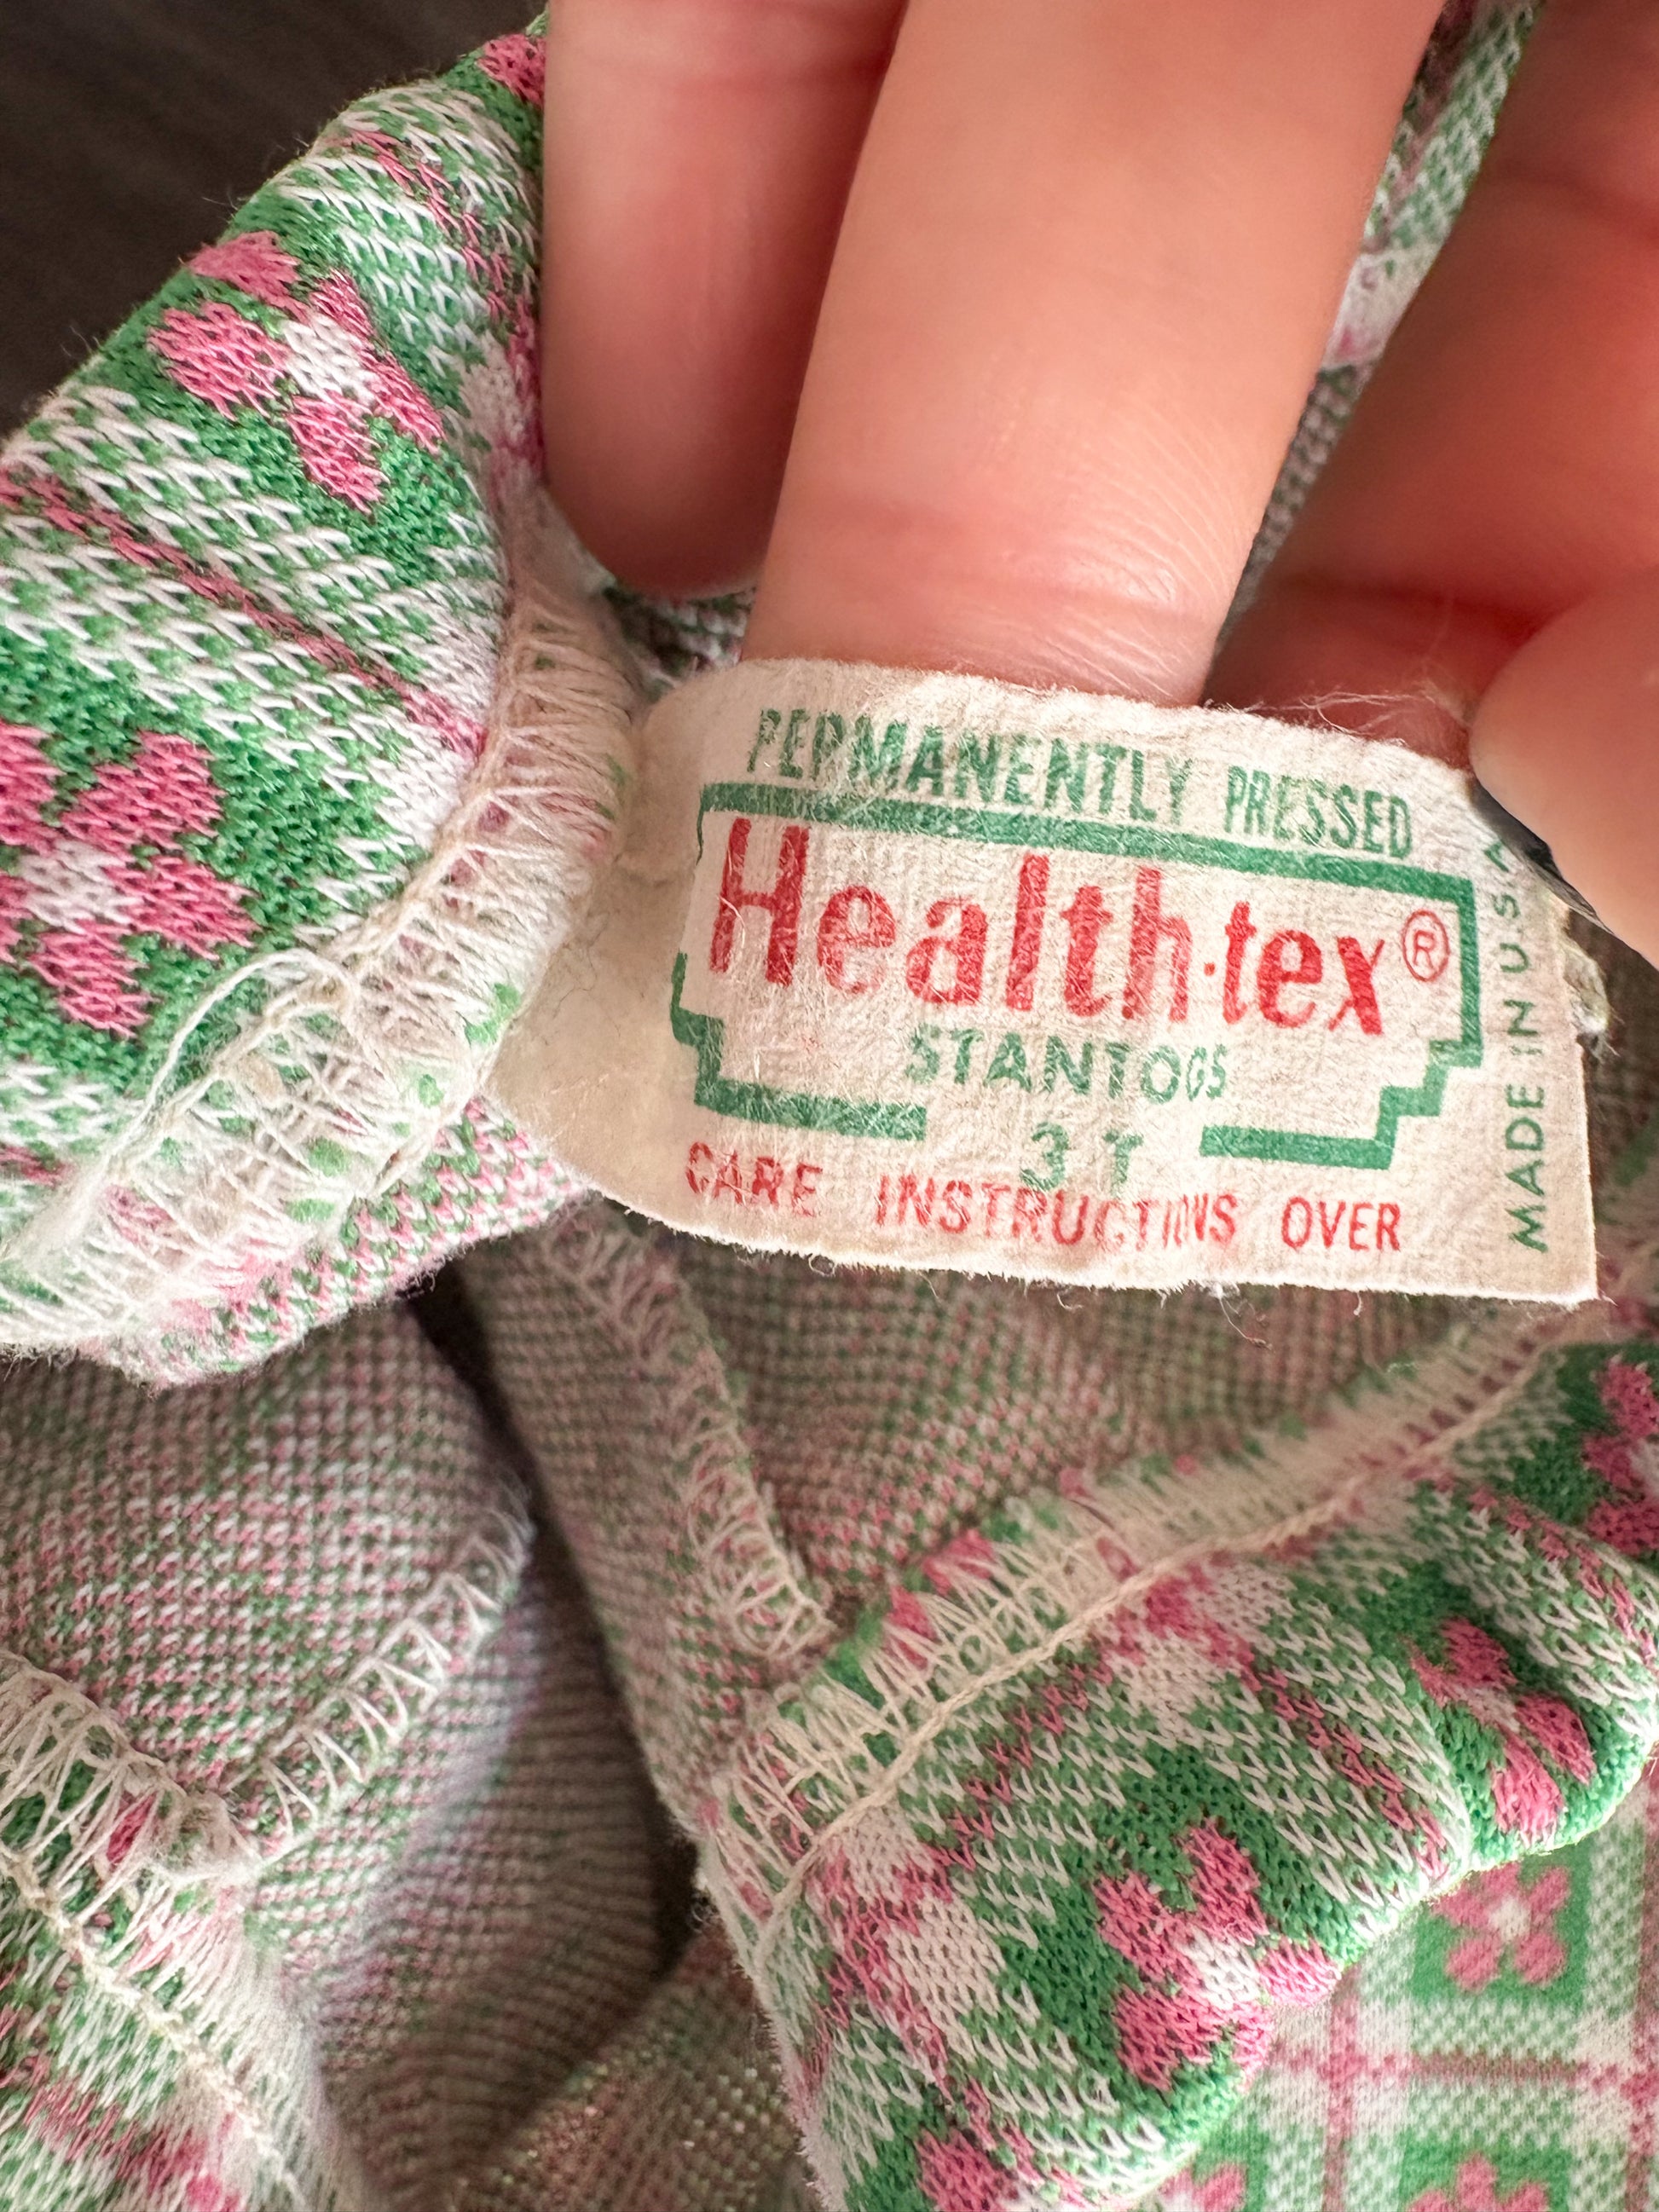 PERMANENTLY PRESSED
Health·tex®
STANTOGS
3T
CARE INSTRUCTIONS OVER
MADE IN U.S.A